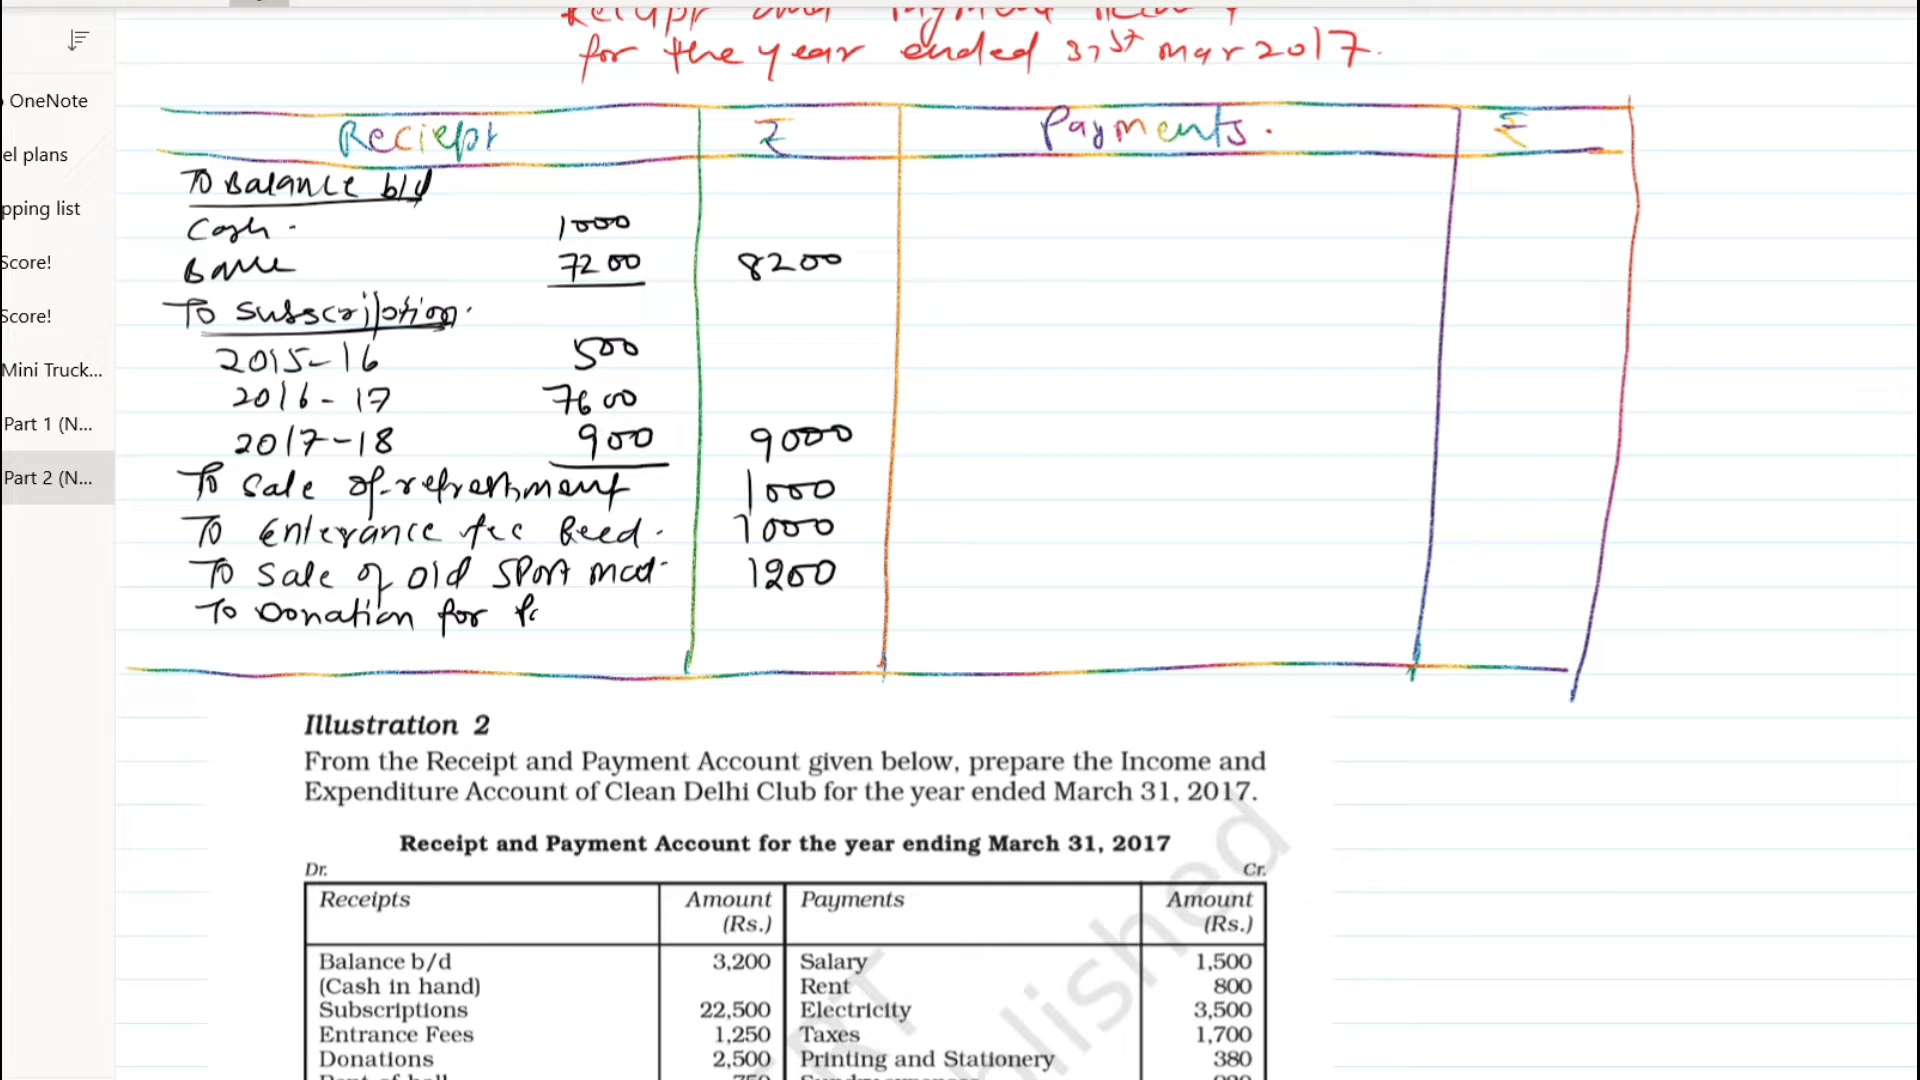 for the year ended 31st Mar 2017.
OneNote
el plans
pping list
Score!
Score!
Mini Truck...
Part 1 (N...
Part 2 (N...
Reciept ₹ Payments. ₹
To Balance b/d
Cash. 1000
7200 8200
To Subscription.
2015-16 500
2016-17 7600
2017-18 900 9000
To Sale of refreshment 1000
To Enterance fee Recd. 1000
To Sale of Old Sport mat. 1200
To Donation for
Illustration 2
From the Receipt and Payment Account given below, prepare the Income and
Expenditure Account of Clean Delhi Club for the year ended March 31, 2017.
Receipt and Payment Account for the year ending March 31, 2017
Dr. Cr.
Receipts Amount Payments Amount
(Rs.) (Rs.)
Balance b/d 3,200 Salary 1,500
(Cash in hand) Rent 800
Subscriptions 22,500 Electricity 3,500
Entrance Fees 1,250 Taxes 1,700
Donations 2,500 Printing and Stationery 380